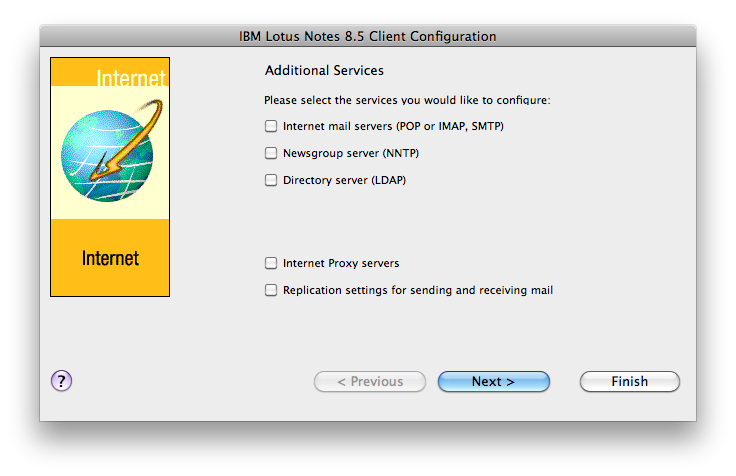 IBM Lotus Notes 8.5 Client Configuration
Internet
Additional Services
Please select the services you would like to configure:
Internet mail servers (POP or IMAP, SMTP)
Newsgroup server (NNTP)
Directory server (LDAP)
Internet
Internet Proxy servers
Replication settings for sending and receiving mail
?
< Previous
Next >
Finish